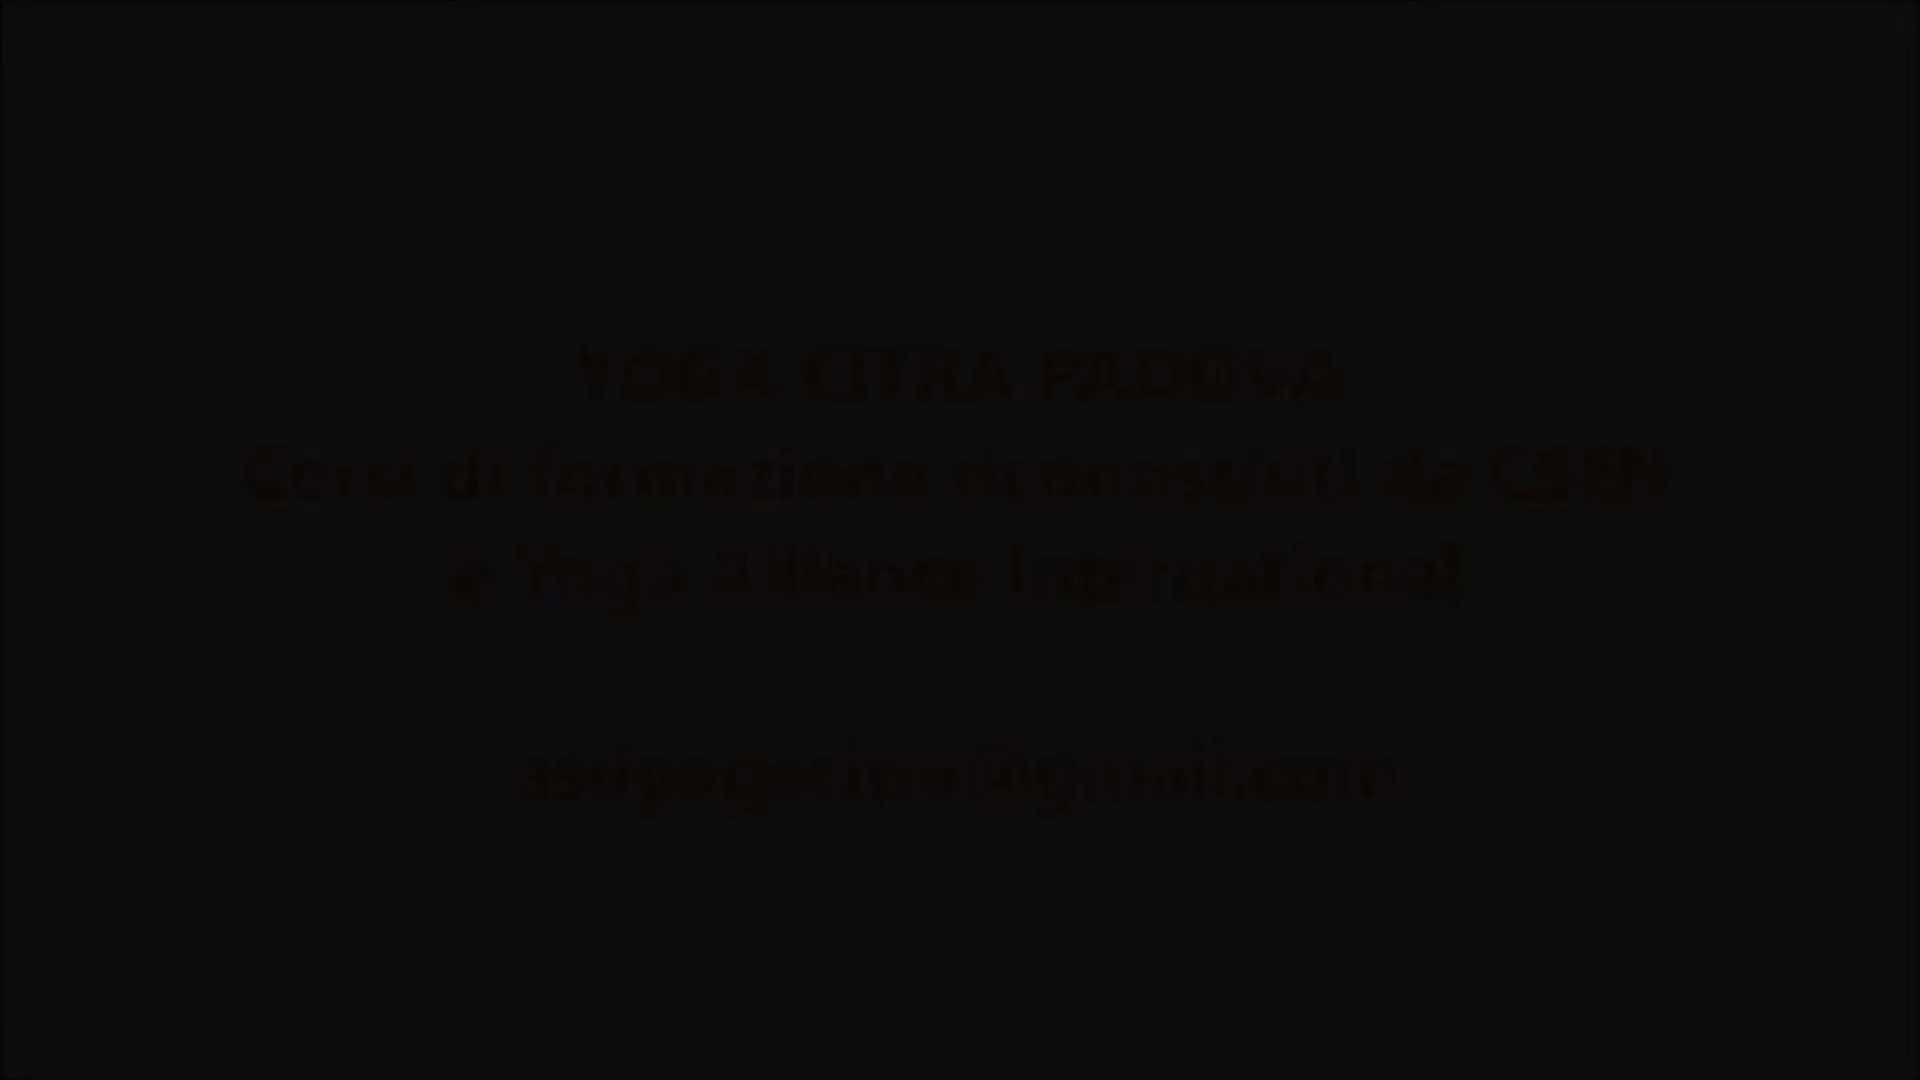 YOGA CITRA PADOVA
Corsi di formazione riconosciuti da CSEN
e Yoga Alliance International
asdyogacitra@gmail.com